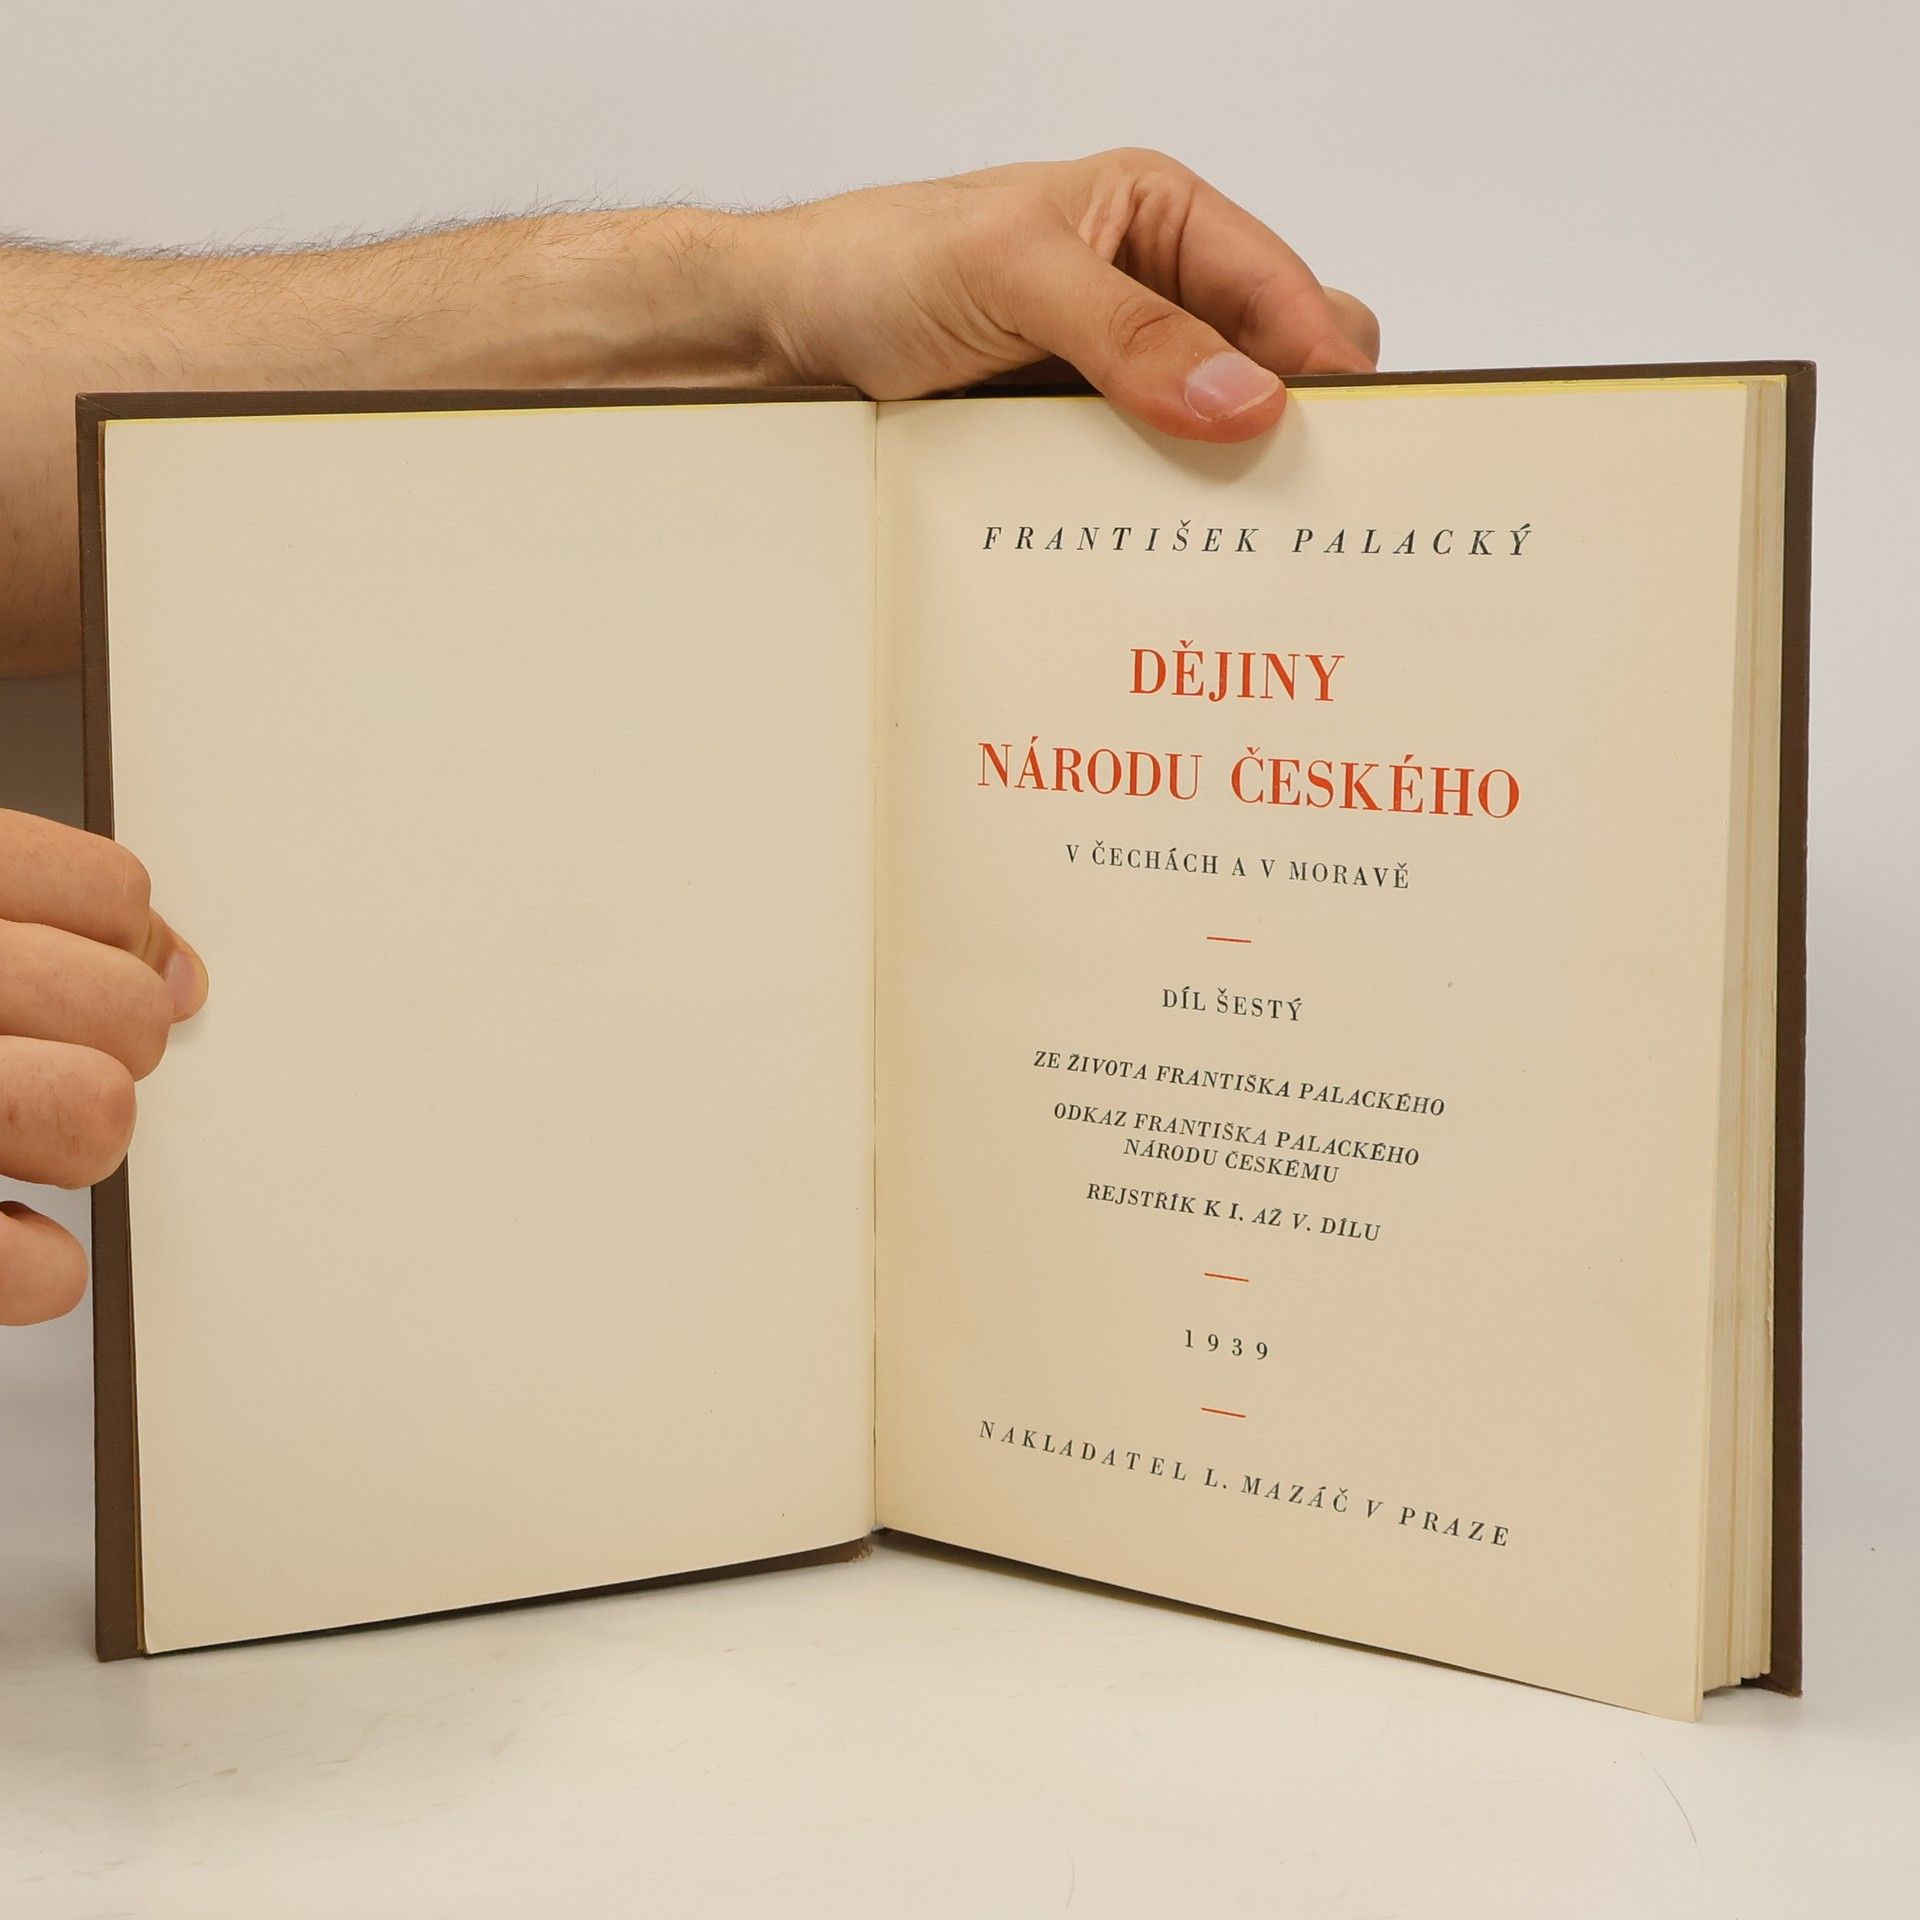 FRANTIŠEK PALACKÝ
DĚJINY
NÁRODU ČESKÉHO
V ČECHÁCH A V MORAVĚ
DÍL ŠESTÝ
ZE ŽIVOTA FRANTIŠKA PALACKÉHO
ODKAZ FRANTIŠKA PALACKÉHO
NÁRODU ČESKÉMU
REJSTŘÍK K I. AŽ V. DÍLU
1939
NAKLADATEL L. MAZÁČ V PRAZE